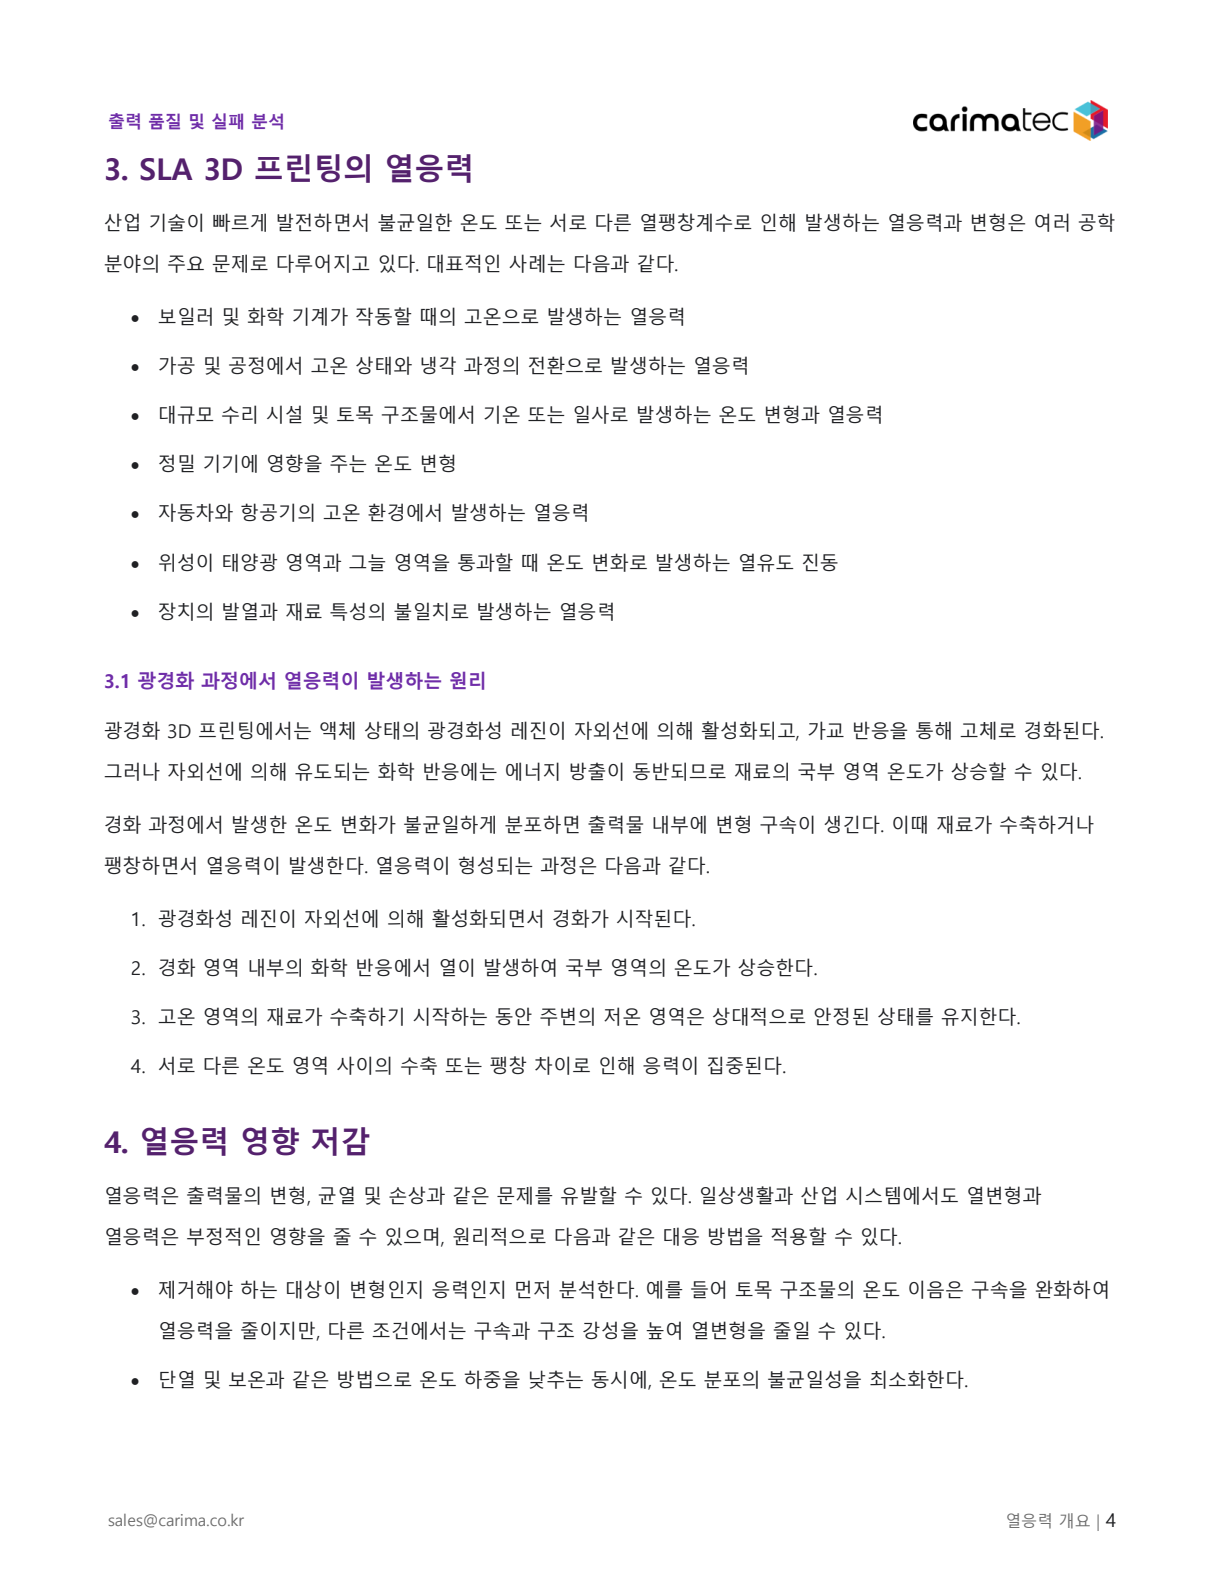 출력 품질 및 실패 분석
carimatec
3. SLA 3D 프린팅의 열응력
산업 기술이 빠르게 발전하면서 불균일한 온도 또는 서로 다른 열팽창계수로 인해 발생하는 열응력과 변형은 여러 공학
분야의 주요 문제로 다루어지고 있다. 대표적인 사례는 다음과 같다.
• 보일러 및 화학 기계가 작동할 때의 고온으로 발생하는 열응력
• 가공 및 공정에서 고온 상태와 냉각 과정의 전환으로 발생하는 열응력
• 대규모 수리 시설 및 토목 구조물에서 기온 또는 일사로 발생하는 온도 변형과 열응력
• 정밀 기기에 영향을 주는 온도 변형
• 자동차와 항공기의 고온 환경에서 발생하는 열응력
• 위성이 태양광 영역과 그늘 영역을 통과할 때 온도 변화로 발생하는 열유도 진동
• 장치의 발열과 재료 특성의 불일치로 발생하는 열응력
3.1 광경화 과정에서 열응력이 발생하는 원리
광경화 3D 프린팅에서는 액체 상태의 광경화성 레진이 자외선에 의해 활성화되고, 가교 반응을 통해 고체로 경화된다.
그러나 자외선에 의해 유도되는 화학 반응에는 에너지 방출이 동반되므로 재료의 국부 영역 온도가 상승할 수 있다.
경화 과정에서 발생한 온도 변화가 불균일하게 분포하면 출력물 내부에 변형 구속이 생긴다. 이때 재료가 수축하거나
팽창하면서 열응력이 발생한다. 열응력이 형성되는 과정은 다음과 같다.
1. 광경화성 레진이 자외선에 의해 활성화되면서 경화가 시작된다.
2. 경화 영역 내부의 화학 반응에서 열이 발생하여 국부 영역의 온도가 상승한다.
3. 고온 영역의 재료가 수축하기 시작하는 동안 주변의 저온 영역은 상대적으로 안정된 상태를 유지한다.
4. 서로 다른 온도 영역 사이의 수축 또는 팽창 차이로 인해 응력이 집중된다.
4. 열응력 영향 저감
열응력은 출력물의 변형, 균열 및 손상과 같은 문제를 유발할 수 있다. 일상생활과 산업 시스템에서도 열변형과
열응력은 부정적인 영향을 줄 수 있으며, 원리적으로 다음과 같은 대응 방법을 적용할 수 있다.
• 제거해야 하는 대상이 변형인지 응력인지 먼저 분석한다. 예를 들어 토목 구조물의 온도 이음은 구속을 완화하여
열응력을 줄이지만, 다른 조건에서는 구속과 구조 강성을 높여 열변형을 줄일 수 있다.
• 단열 및 보온과 같은 방법으로 온도 하중을 낮추는 동시에, 온도 분포의 불균일성을 최소화한다.
sales@carima.co.kr
열응력 개요 | 4